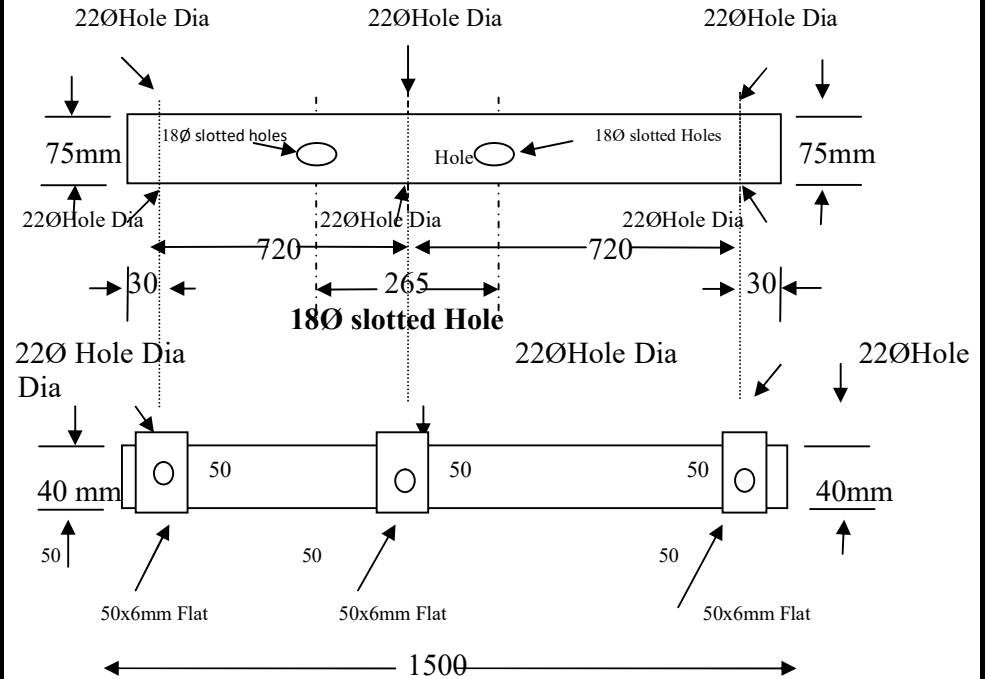 22ØHole Dia 22ØHole Dia 22ØHole Dia
18Ø slotted holes 18Ø slotted Holes
75mm Hole 75mm
22ØHole Dia 22ØHole Dia 22ØHole Dia
720 720
30 265 30
18Ø slotted Hole
22Ø Hole Dia 22ØHole Dia 22ØHole
Dia
50 50 50
40 mm 40mm
50 50 50
50x6mm Flat 50x6mm Flat 50x6mm Flat
1500